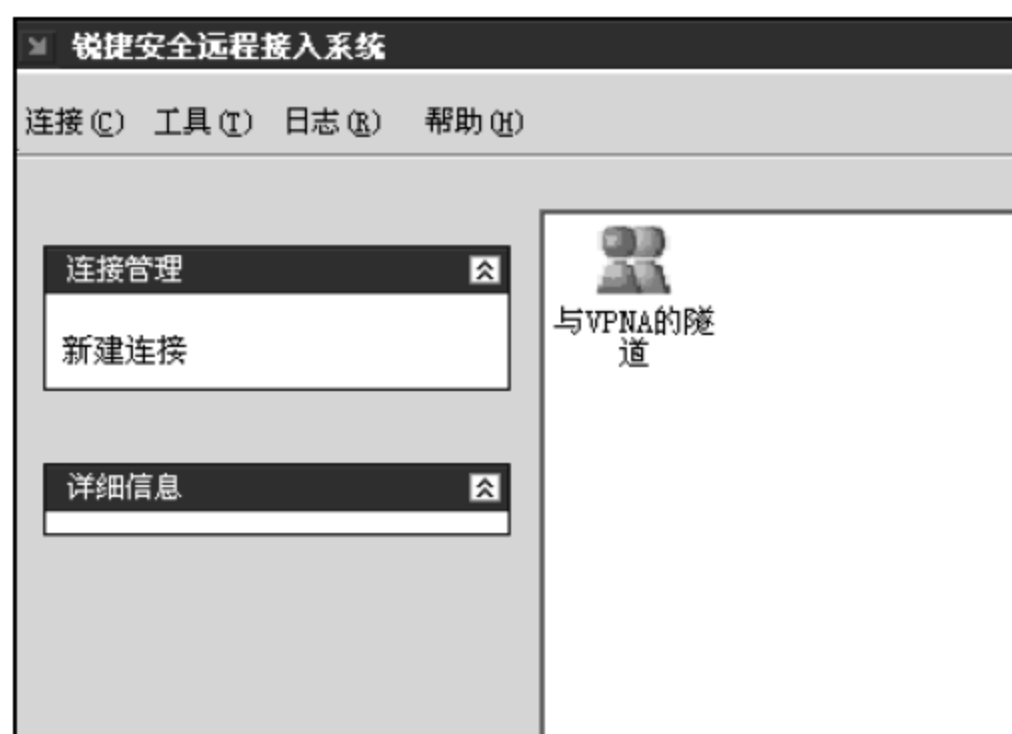 锐捷安全远程接入系统
连接(C) 工具(T) 日志(R) 帮助(H)
连接管理
新建连接
详细信息
与VPNA的隧
道